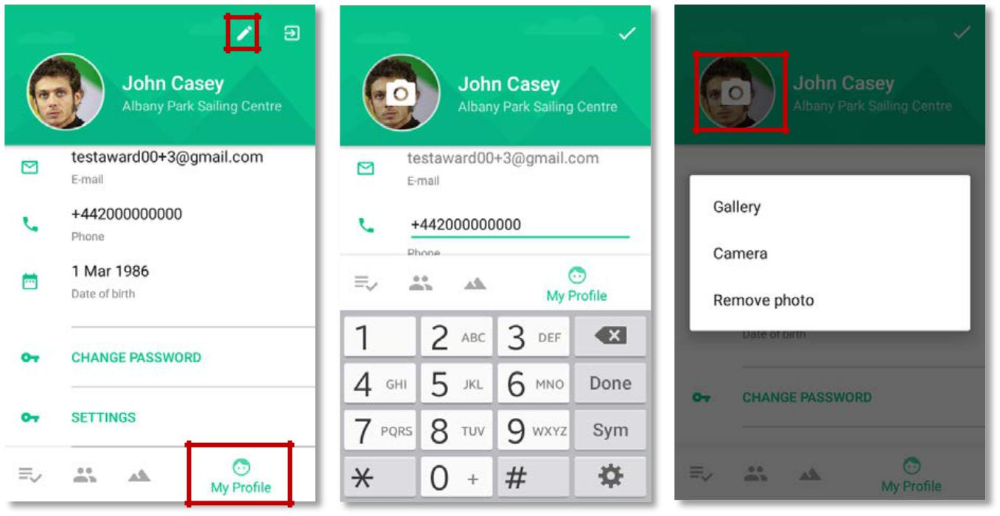 John Casey
Albany Park Sailing Centre
testaward00+3@gmail.com
E-mail
+442000000000
Phone
1 Mar 1986
Date of birth
CHANGE PASSWORD
SETTINGS
My Profile
John Casey
Albany Park Sailing Centre
testaward00+3@gmail.com
E-mail
+442000000000
Phone
My Profile
1 2 ABC 3 DEF
4 GHI 5 JKL 6 MNO Done
7 PQRS 8 TUV 9 WXYZ Sym
* 0 + #
John Casey
Albany Park Sailing Centre
Gallery
Camera
Remove photo
Date of birth
CHANGE PASSWORD
My Profile